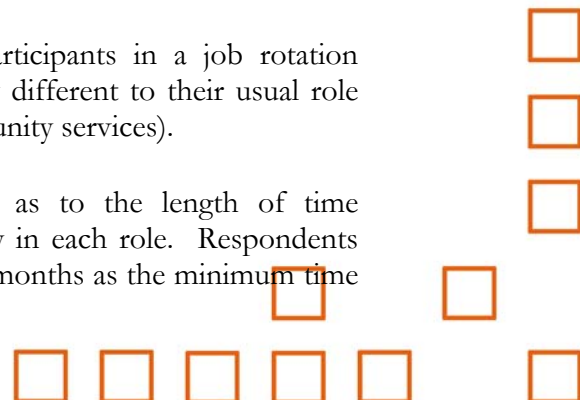 articipants in a job rotation
different to their usual role
unity services).
as to the length of time
in each role. Respondents
months as the minimum time